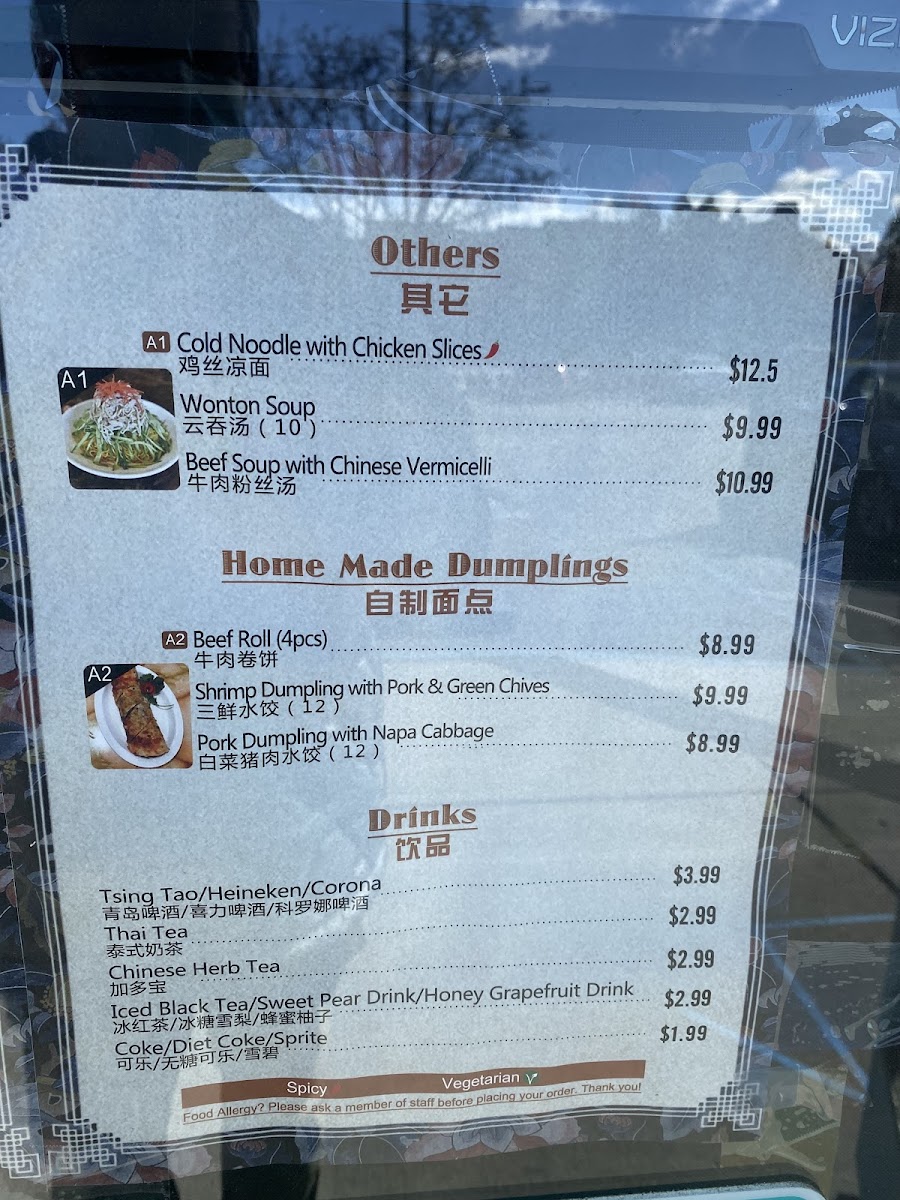 VIZ
Others
其它
A1 Cold Noodle with Chicken Slices
鸡丝凉面 $12.5
A1
Wonton Soup
云吞汤（10） $9.99
Beef Soup with Chinese Vermicelli
牛肉粉丝汤 $10.99
Home Made Dumplings
自制面点
A2 Beef Roll (4pcs) $8.99
牛肉卷饼
A2
Shrimp Dumpling with Pork & Green Chives $9.99
三鲜水饺（12）
Pork Dumpling with Napa Cabbage $8.99
白菜猪肉水饺（12）
Drinks
饮品
Tsing Tao/Heineken/Corona $3.99
青岛啤酒/喜力啤酒/科罗娜啤酒
Thai Tea $2.99
泰式奶茶
Chinese Herb Tea $2.99
加多宝
Iced Black Tea/Sweet Pear Drink/Honey Grapefruit Drink $2.99
冰红茶/冰糖雪梨/蜂蜜柚子
Coke/Diet Coke/Sprite $1.99
可乐/无糖可乐/雪碧
Spicy Vegetarian V
Food Allergy? Please ask a member of staff before placing your order. Thank you!